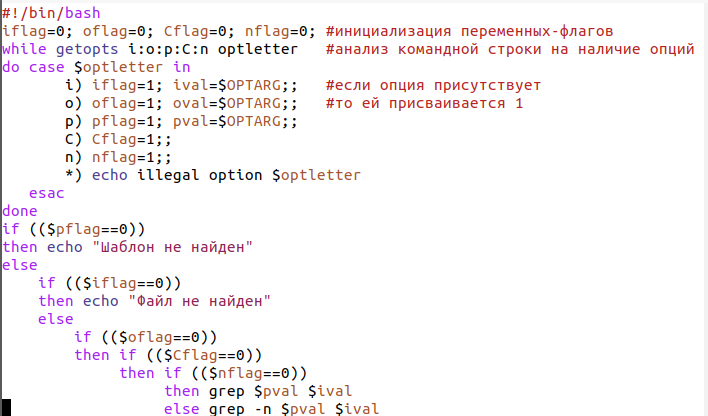 #!/bin/bash
iflag=0; oflag=0; Cflag=0; nflag=0; #инициализация переменных-флагов
while getopts i:o:p:C:n optletter   #анализ командной строки на наличие опций
do case $optletter in
       i) iflag=1; ival=$OPTARG;;   #если опция присутствует
       o) oflag=1; oval=$OPTARG;;   #то ей присваивается 1
       p) pflag=1; pval=$OPTARG;;
       C) Cflag=1;;
       n) nflag=1;;
       *) echo illegal option $optletter
   esac
done
if (($pflag==0))
then echo "Шаблон не найден"
else
    if (($iflag==0))
    then echo "Файл не найден"
    else
        if (($oflag==0))
        then if (($Cflag==0))
             then if (($nflag==0))
                  then grep $pval $ival
                  else grep -n $pval $ival